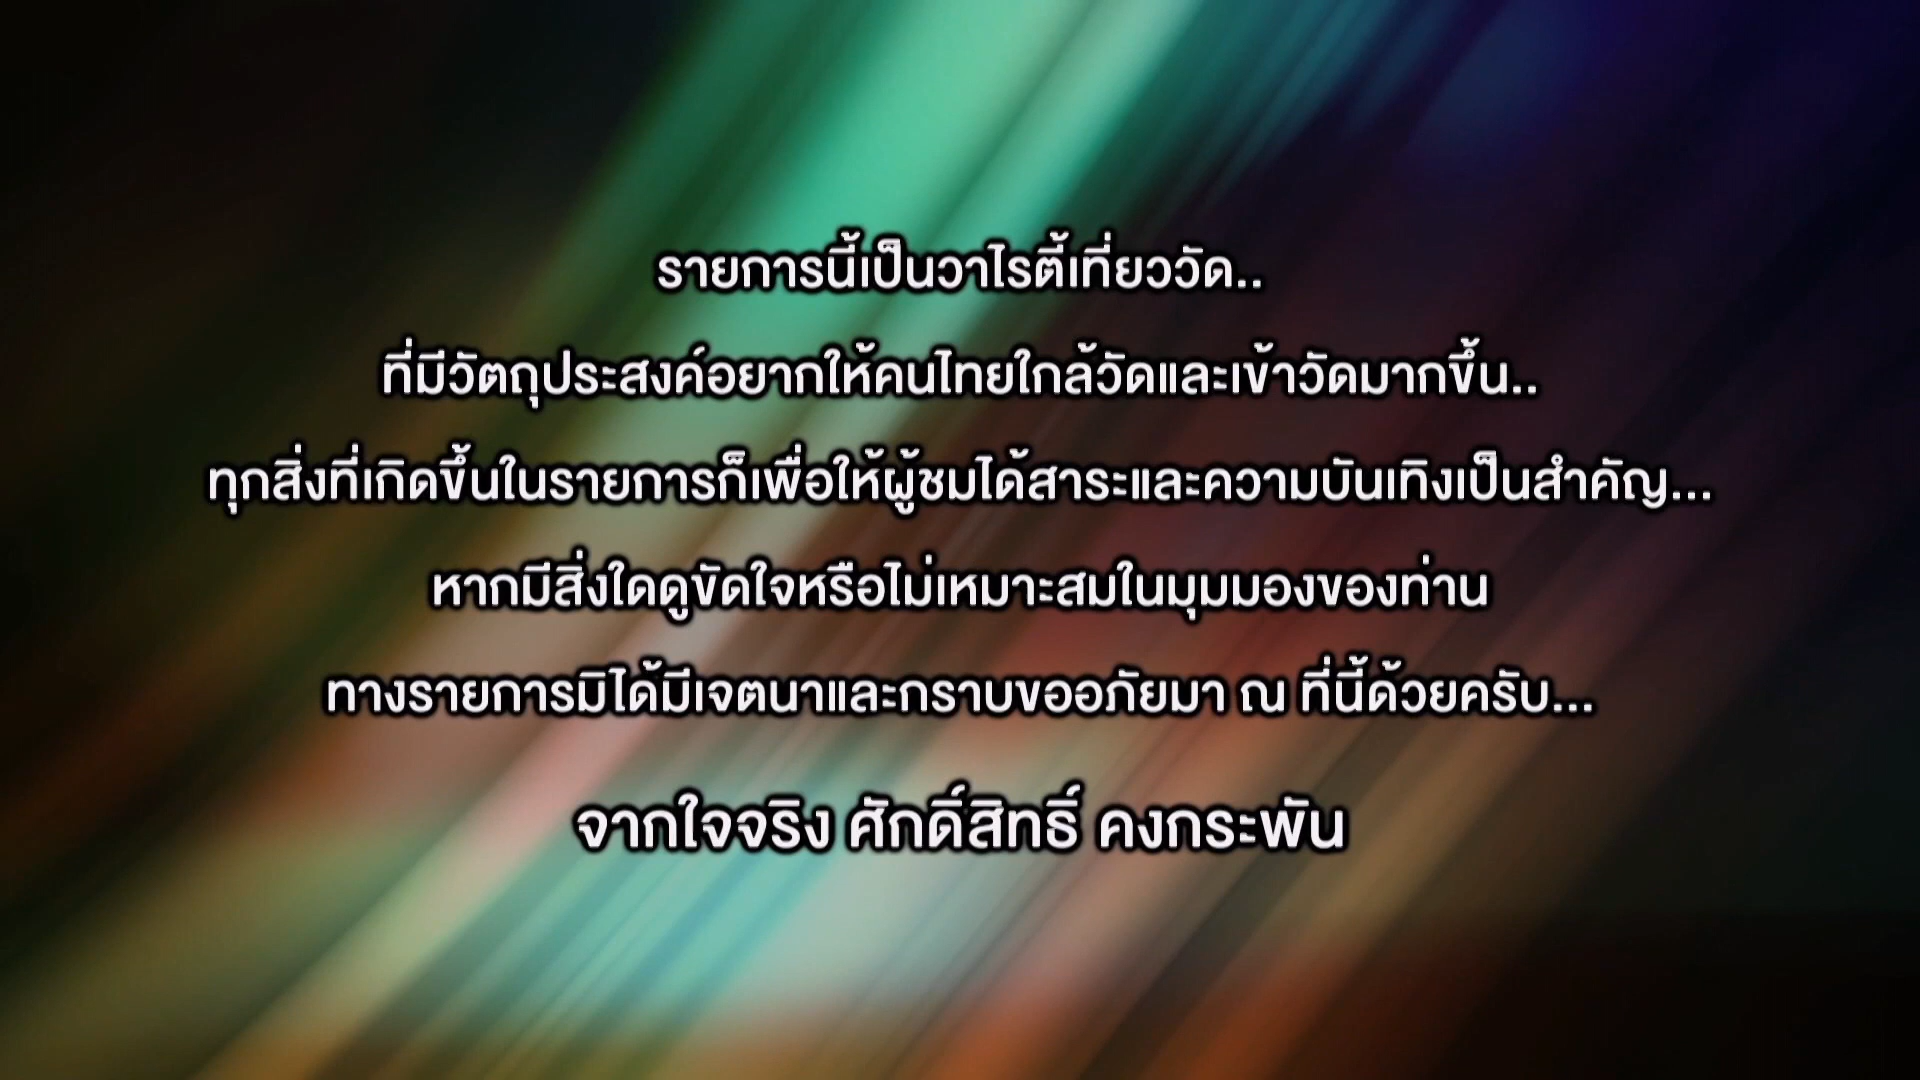 รายการนี้เป็นวาไรตี้เที่ยววัด..
ที่มีวัตถุประสงค์อยากให้คนไทยใกล้วัดและเข้าวัดมากขึ้น..
ทุกสิ่งที่เกิดขึ้นในรายการก็เพื่อให้ผู้ชมได้สาระและความบันเทิงเป็นสำคัญ...
หากมีสิ่งใดดูขัดใจหรือไม่เหมาะสมในมุมมองของท่าน
ทางรายการมิได้มีเจตนาและกราบขออภัยมา ณ ที่นี้ด้วยครับ...
จากใจจริง ศักดิ์สิทธิ์ คงกระพัน